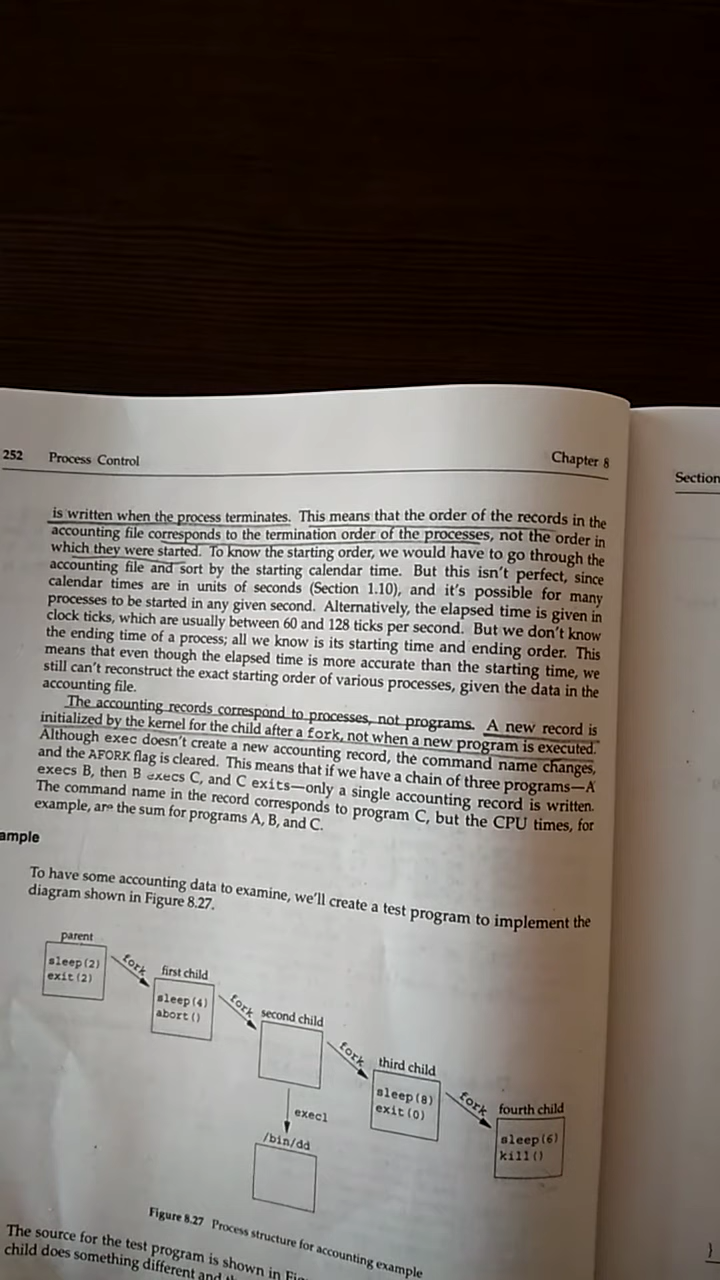 252 Process Control Chapter 8
Section
is written when the process terminates. This means that the order of the records in the
accounting file corresponds to the termination order of the processes, not the order in
which they were started. To know the starting order, we would have to go through the
accounting file and sort by the starting calendar time. But this isn't perfect, since
calendar times are in units of seconds (Section 1.10), and it's possible for many
processes to be started in any given second. Alternatively, the elapsed time is given in
clock ticks, which are usually between 60 and 128 ticks per second. But we don't know
the ending time of a process; all we know is its starting time and ending order. This
means that even though the elapsed time is more accurate than the starting time, we
still can't reconstruct the exact starting order of various processes, given the data in the
accounting file.
The accounting records correspond to processes, not programs. A new record is
initialized by the kernel for the child after a fork, not when a new program is executed.
Although exec doesn't create a new accounting record, the command name changes,
and the AFORK flag is cleared. This means that if we have a chain of three programs—A
execs B, then B execs C, and C exits—only a single accounting record is written.
The command name in the record corresponds to program C, but the CPU times, for
example, are the sum for programs A, B, and C.
ample
To have some accounting data to examine, we'll create a test program to implement the
diagram shown in Figure 8.27.
parent
sleep(2)
exit(2)
fork
first child
sleep(4)
abort()
fork
second child
fork
third child
sleep(8)
exit(0)
fork
fourth child
sleep(6)
kill()
execl
/bin/dd
Figure 8.27 Process structure for accounting example
The source for the test program is shown in
child does something different and
}